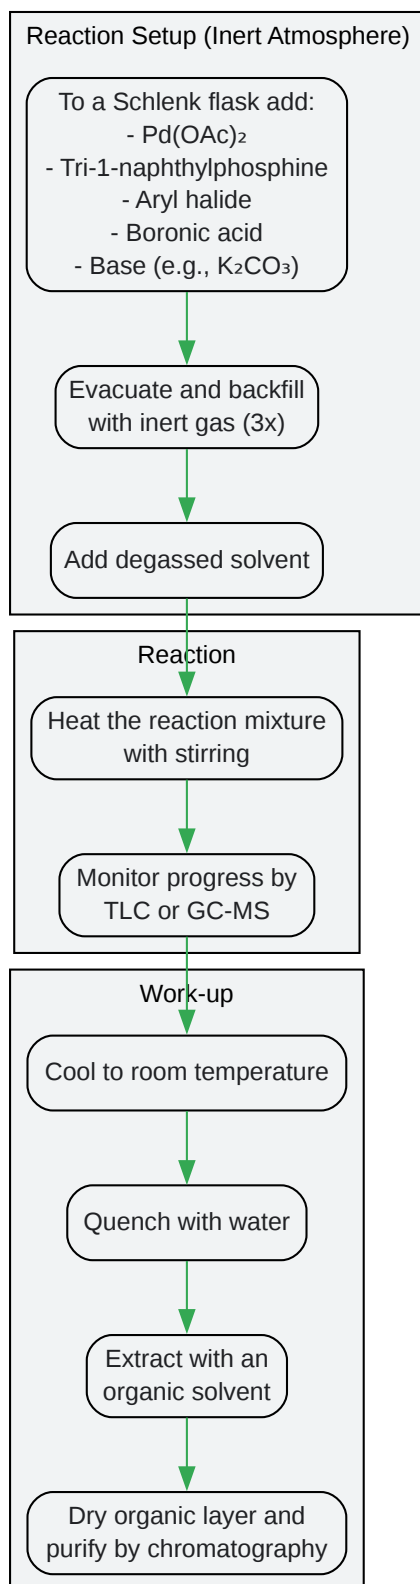 Reaction Setup (Inert Atmosphere)
To a Schlenk flask add:
- Pd(OAc)₂
- Tri-1-naphthylphosphine
- Aryl halide
- Boronic acid
- Base (e.g., K₂CO₃)
Evacuate and backfill
with inert gas (3x)
Add degassed solvent
Reaction
Heat the reaction mixture
with stirring
Monitor progress by
TLC or GC-MS
Work-up
Cool to room temperature
Quench with water
Extract with an
organic solvent
Dry organic layer and
purify by chromatography